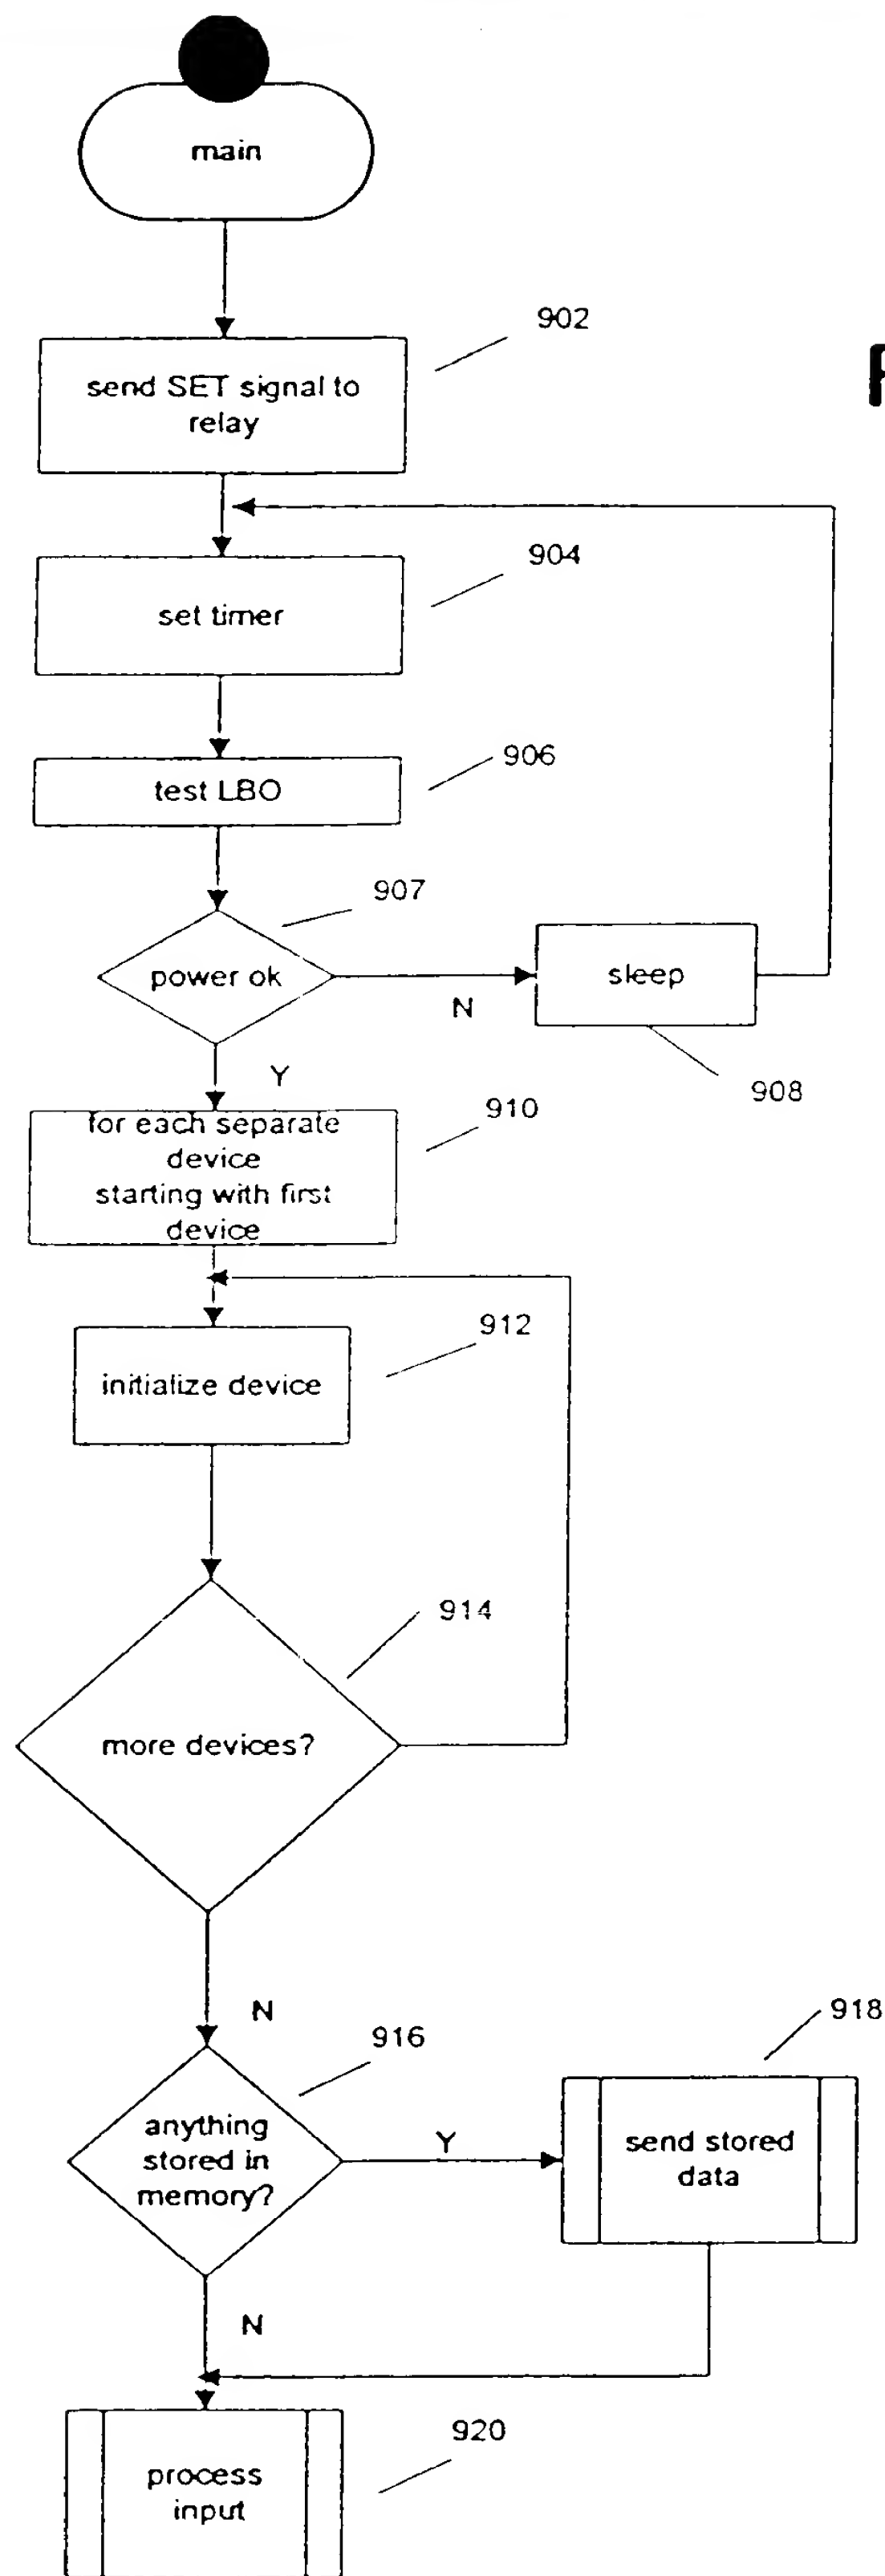 main
902
send SET signal to
relay
904
set timer
906
test LBO
907
power ok
N
sleep
908
Y
910
for each separate
device
starting with first
device
912
initialize device
914
more devices?
N
916
918
anything
stored in
memory?
Y
send stored
data
N
920
process
input